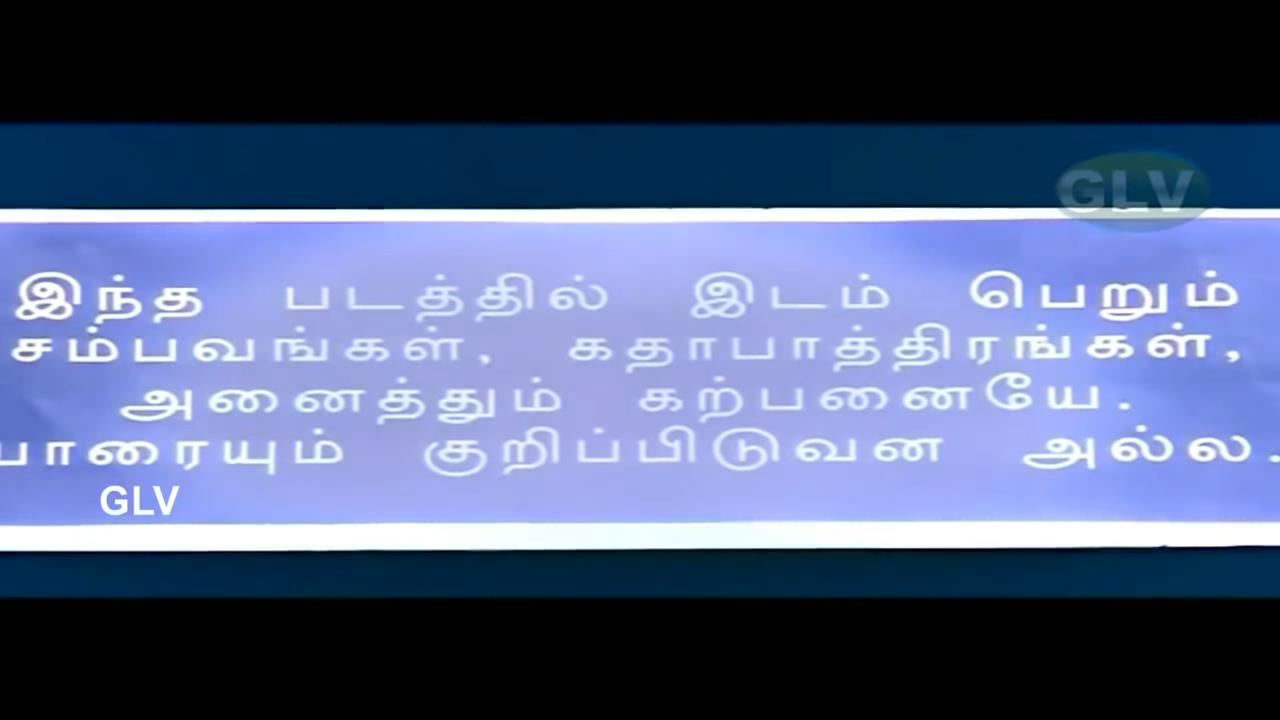 GLV
இந்த படத்தில் இடம் பெறும்
சம்பவங்கள், கதாபாத்திரங்கள்,
அனைத்தும் கற்பனையே.
யாரையும் குறிப்பிடுவன அல்ல.
GLV